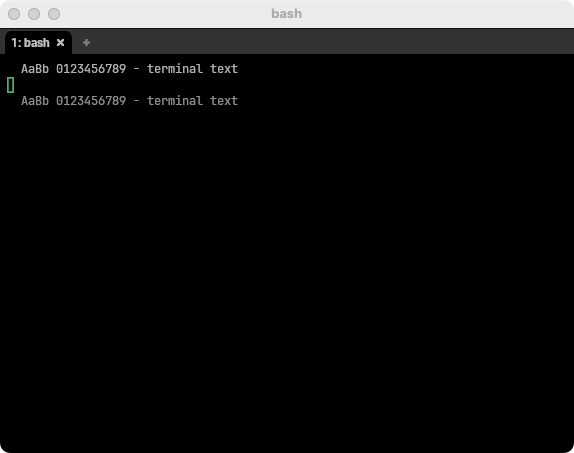 bash
1: bash × +
AaBb 0123456789 - terminal text
AaBb 0123456789 - terminal text